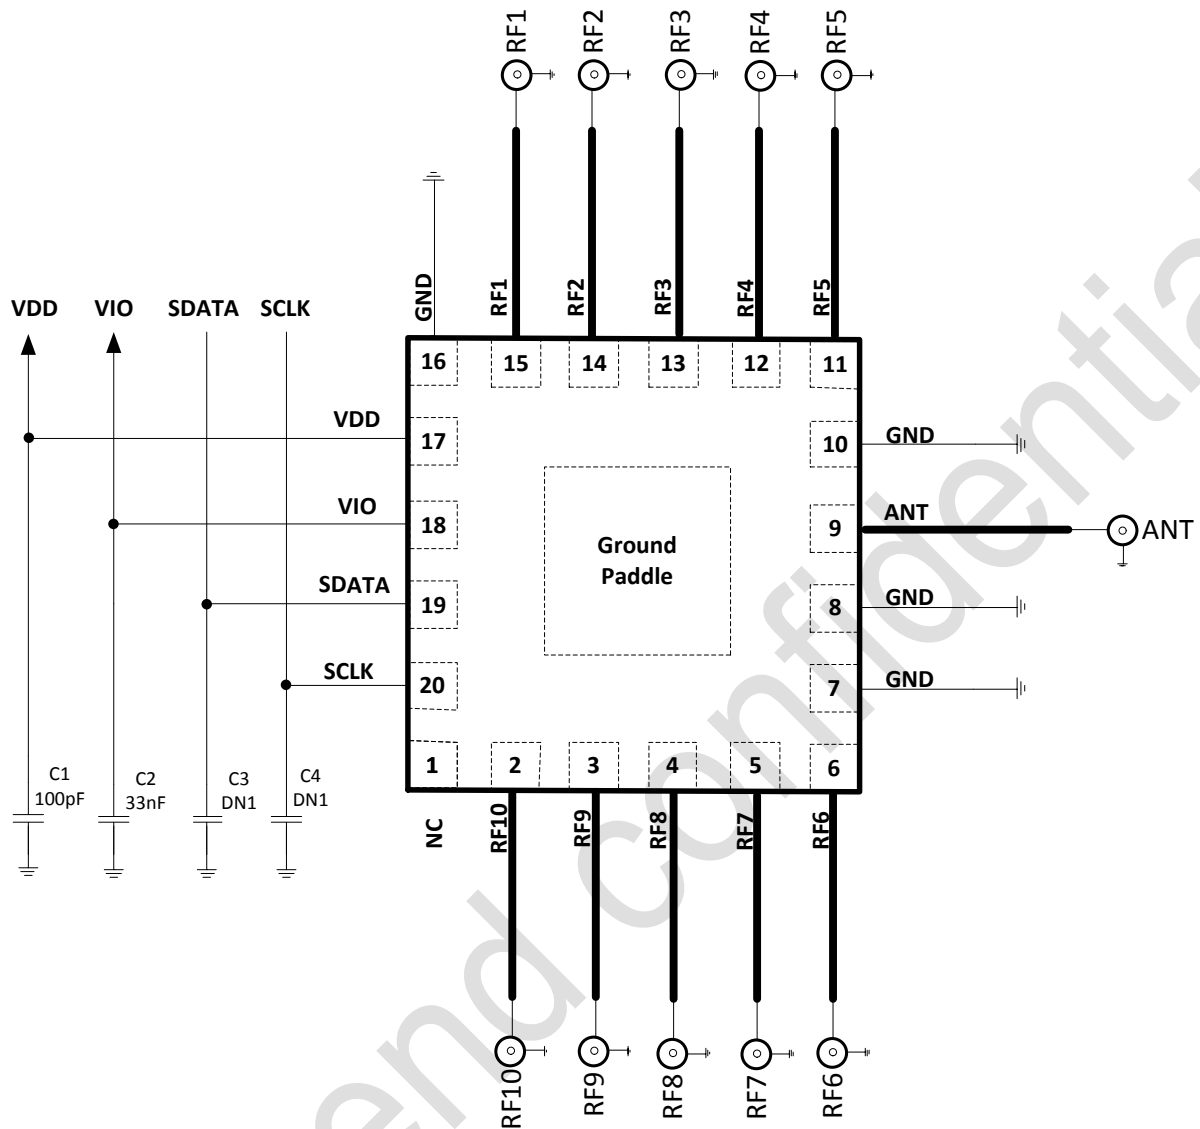 RF1
RF2
RF3
RF4
RF5
VDD
VIO
SDATA
SCLK
GND
RF1
RF2
RF3
RF4
RF5
16
15
14
13
12
11
VDD
17
10
GND
VIO
18
Ground
Paddle
9
ANT
ANT
SDATA
19
8
GND
SCLK
20
7
GND
1
2
3
4
5
6
C1
100pF
C2
33nF
C3
DN1
C4
DN1
NC
RF10
RF9
RF8
RF7
RF6
RF10
RF9
RF8
RF7
RF6
end confidential